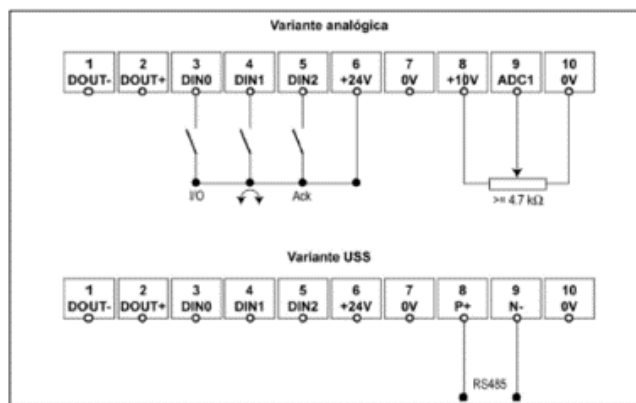 Variante analógica
1 2 3 4 5 6 7 8 9 10
DOUT- DOUT+ DIN0 DIN1 DIN2 +24V 0V +10V ADC1 0V
I/O Ack
>= 4.7 kΩ
Variante USS
1 2 3 4 5 6 7 8 9 10
DOUT- DOUT+ DIN0 DIN1 DIN2 +24V 0V P+ N- 0V
RS485